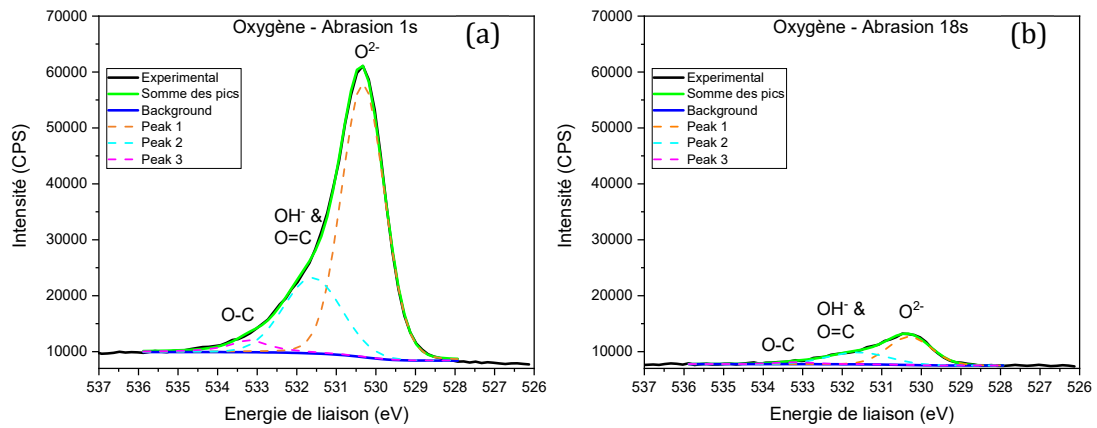 Oxygène - Abrasion 1s
(a)
Intensité (CPS)
70000
60000
50000
40000
30000
20000
10000
Experimental
Somme des pics
Background
Peak 1
Peak 2
Peak 3
O²⁻
OH⁻ &
O=C
O-C
537 536 535 534 533 532 531 530 529 528 527 526
Energie de liaison (eV)
Oxygène - Abrasion 18s
(b)
Intensité (CPS)
70000
60000
50000
40000
30000
20000
10000
Experimental
Somme des pics
Background
Peak 1
Peak 2
Peak 3
OH⁻ &
O=C
O²⁻
O-C
537 536 535 534 533 532 531 530 529 528 527 526
Energie de liaison (eV)